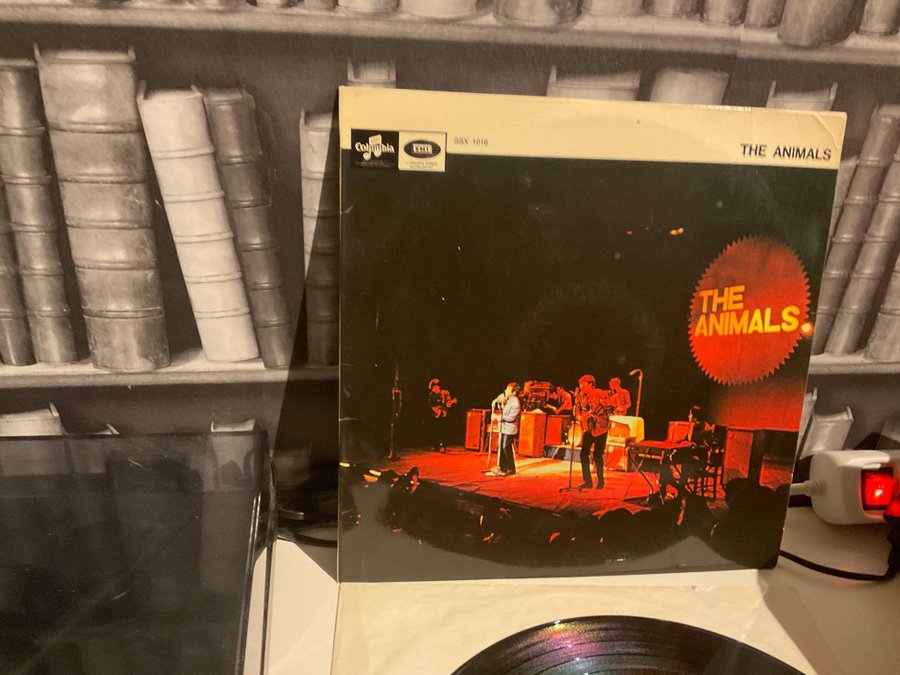 Columbia
EMI
SSX 1016
THE ANIMALS
THE
ANIMALS.